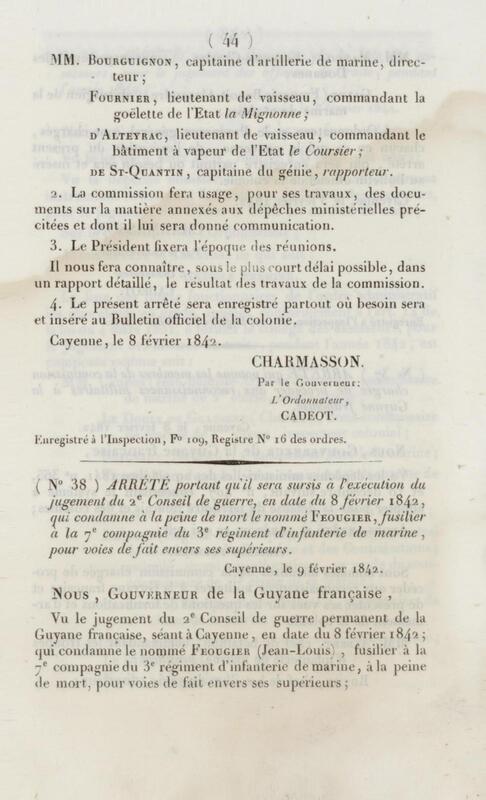 ( 44 )
MM. BOURGUIGNON, capitaine d'artillerie de marine, direc-
teur ;
FOURNIER, lieutenant de vaisseau, commandant la
goëlette de l'Etat la Mignonne ;
D'ALTEYRAC, lieutenant de vaisseau, commandant le
bâtiment à vapeur de l'Etat le Coursier ;
DE ST-QUANTIN, capitaine du génie, rapporteur.
2. La commission fera usage, pour ses travaux, des docu-
ments sur la matière annexés aux dépêches ministérielles pré-
citées et dont il lui sera donné communication.
3. Le Président fixera l'époque des réunions.
Il nous fera connaître, sous le plus court délai possible, dans
un rapport détaillé, le résultat des travaux de la commission.
4. Le présent arrêté sera enregistré partout où besoin sera
et inséré au Bulletin officiel de la colonie.
Cayenne, le 8 février 1842.
CHARMASSON.
Par le Gouverneur:
L'Ordonnateur,
CADEOT.
Enregistré à l'Inspection, F° 109, Registre N° 16 des ordres.
( N° 38 ) ARRÊTÉ portant qu'il sera sursis à l'exécution du
jugement du 2e Conseil de guerre, en date du 8 février 1842,
qui condamne à la peine de mort le nommé FEOUGIER, fusilier
à la 7e compagnie du 3e régiment d'infanterie de marine,
pour voies de fait envers ses supérieurs.
Cayenne, le 9 février 1842.
NOUS, GOUVERNEUR de la Guyane française,
Vu le jugement du 2e Conseil de guerre permanent de la
Guyane française, séant à Cayenne, en date du 8 février 1842;
qui condamne le nommé FEOUGIER (Jean-Louis), fusilier à la
7e compagnie du 3e régiment d'infanterie de marine, à la peine
de mort, pour voies de fait envers ses supérieurs ;